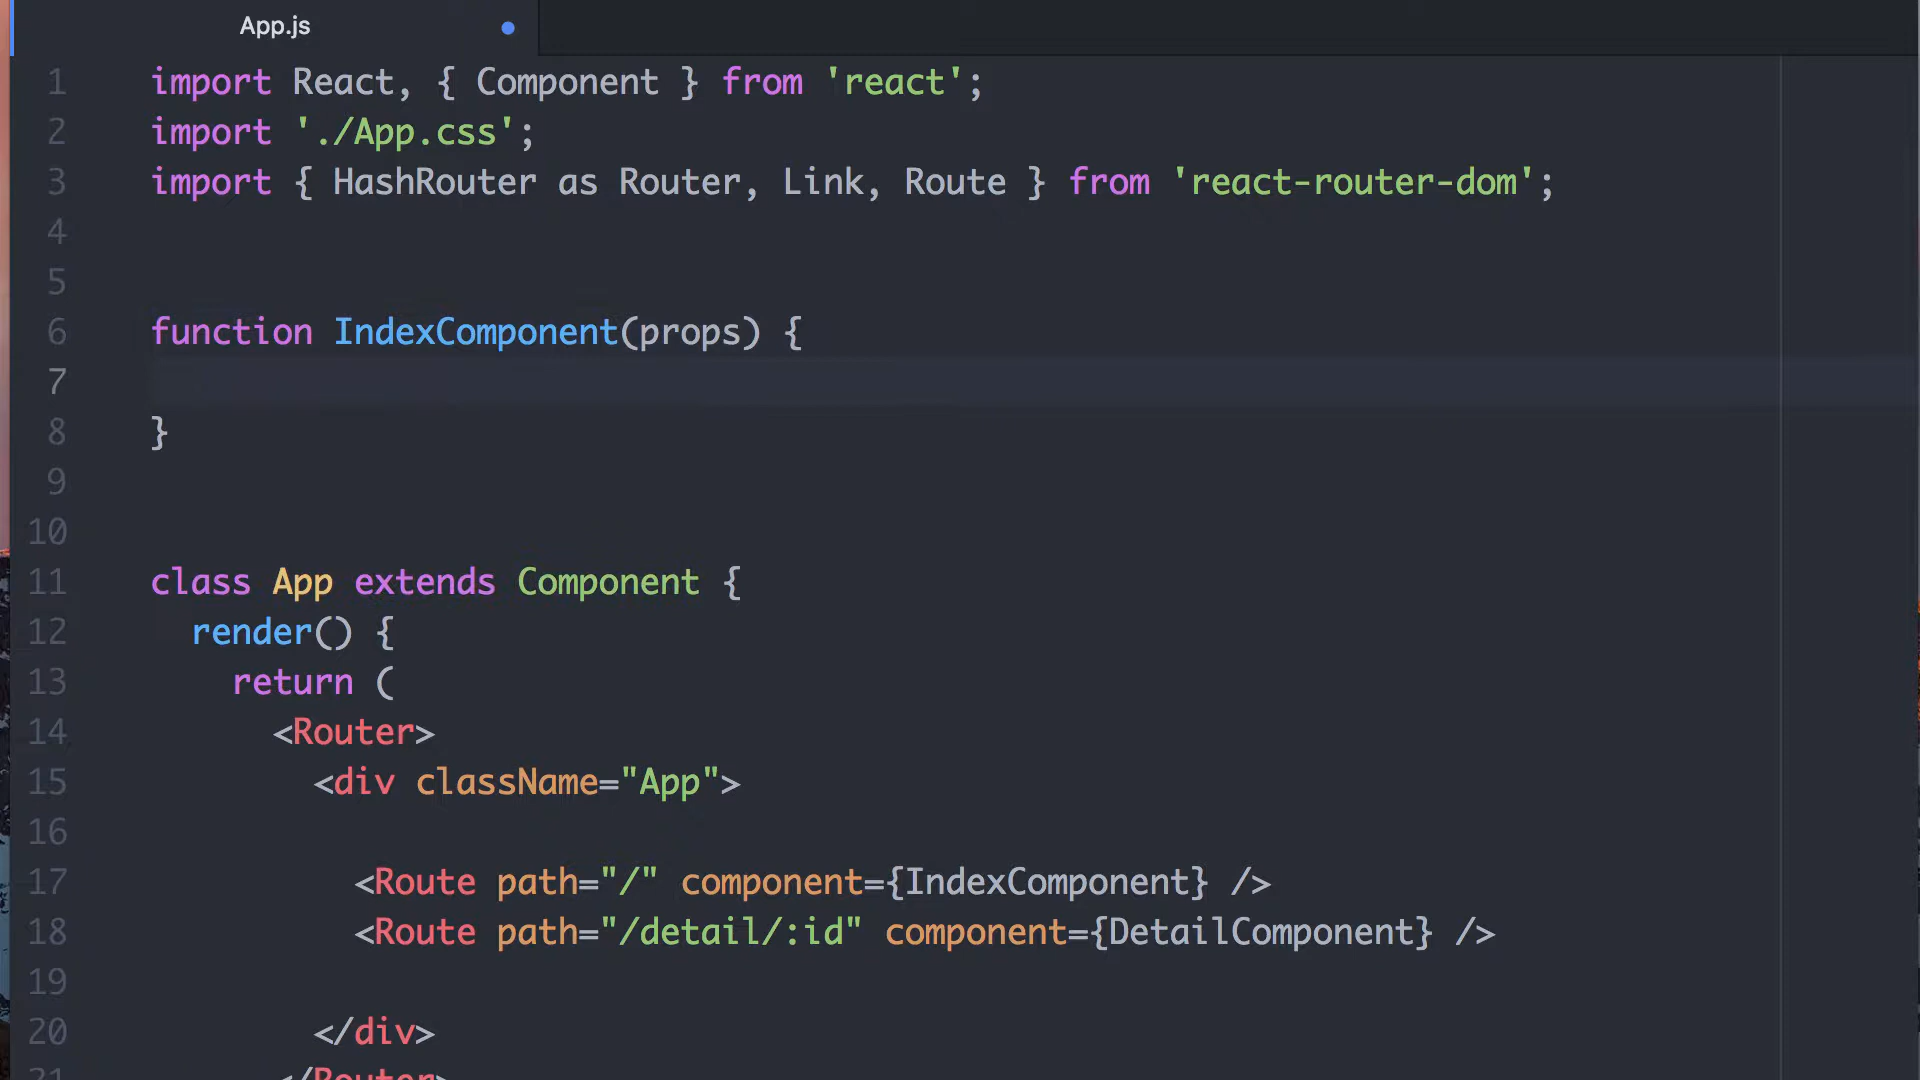 App.js
1 import React, { Component } from 'react';
2 import './App.css';
3 import { HashRouter as Router, Link, Route } from 'react-router-dom';
4
5
6 function IndexComponent(props) {
7
8 }
9
10
11 class App extends Component {
12   render() {
13     return (
14       <Router>
15         <div className="App">
16
17           <Route path="/" component={IndexComponent} />
18           <Route path="/detail/:id" component={DetailComponent} />
19
20         </div>
21       </Router>